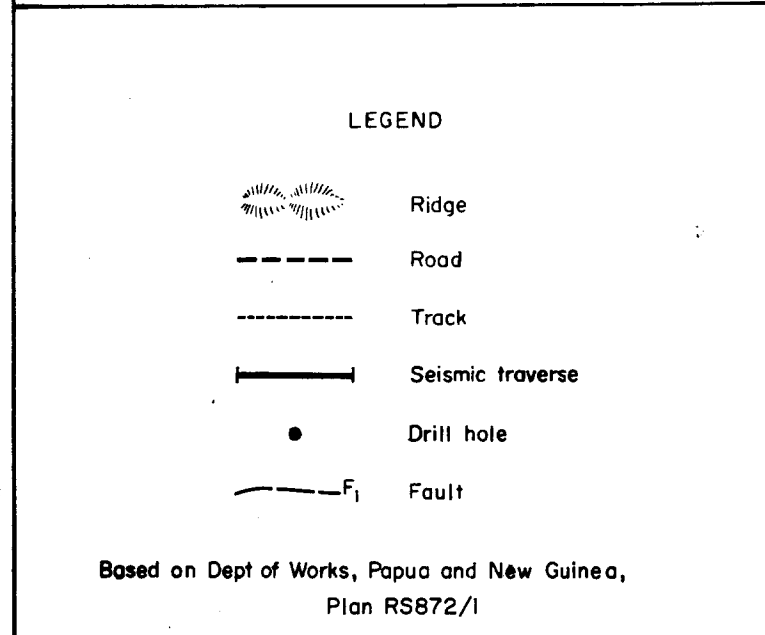 LEGEND
Ridge
Road
Track
Seismic traverse
Drill hole
F₁ Fault
Based on Dept of Works, Papua and New Guinea,
Plan RS872/1